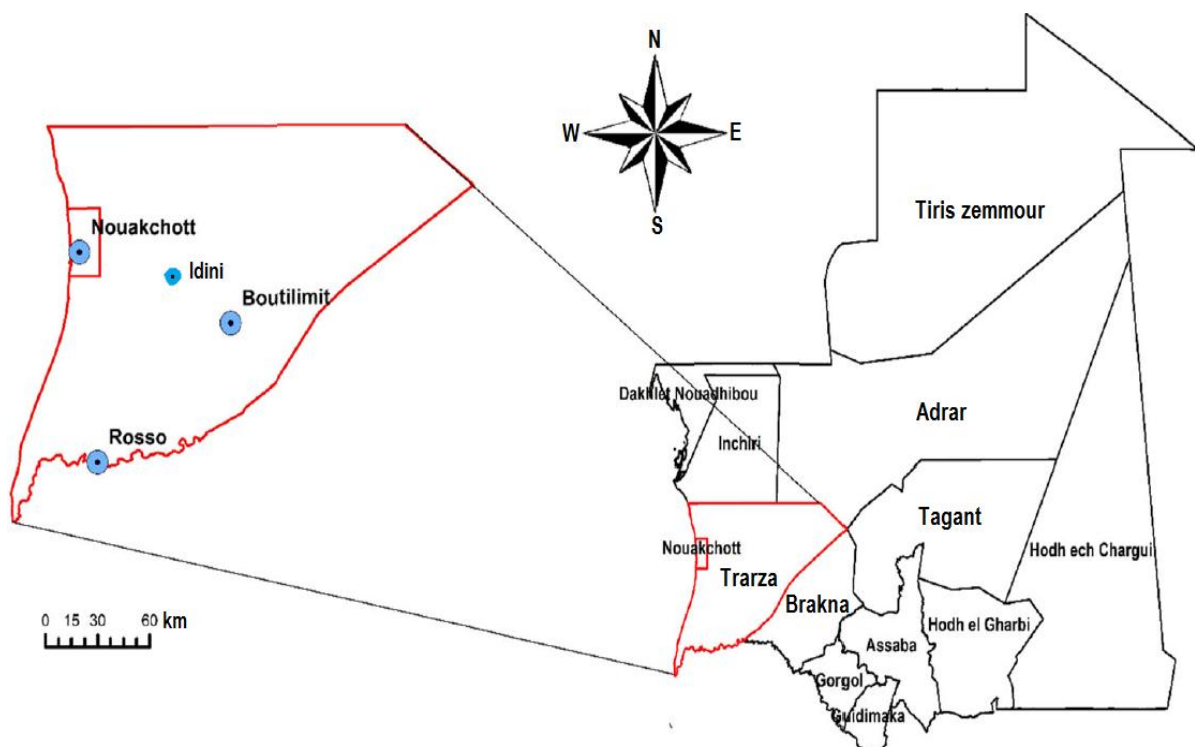 N
W
E
S
Nouakchott
Idini
Boutilimit
Rosso
0 15 30 60 km
Tiris zemmour
Dakhlet Nouadhibou
Inchiri
Adrar
Tagant
Nouakchott
Trarza
Brakna
Hodh ech Chargui
Hodh el Gharbi
Assaba
Gorgol
Guidimaka